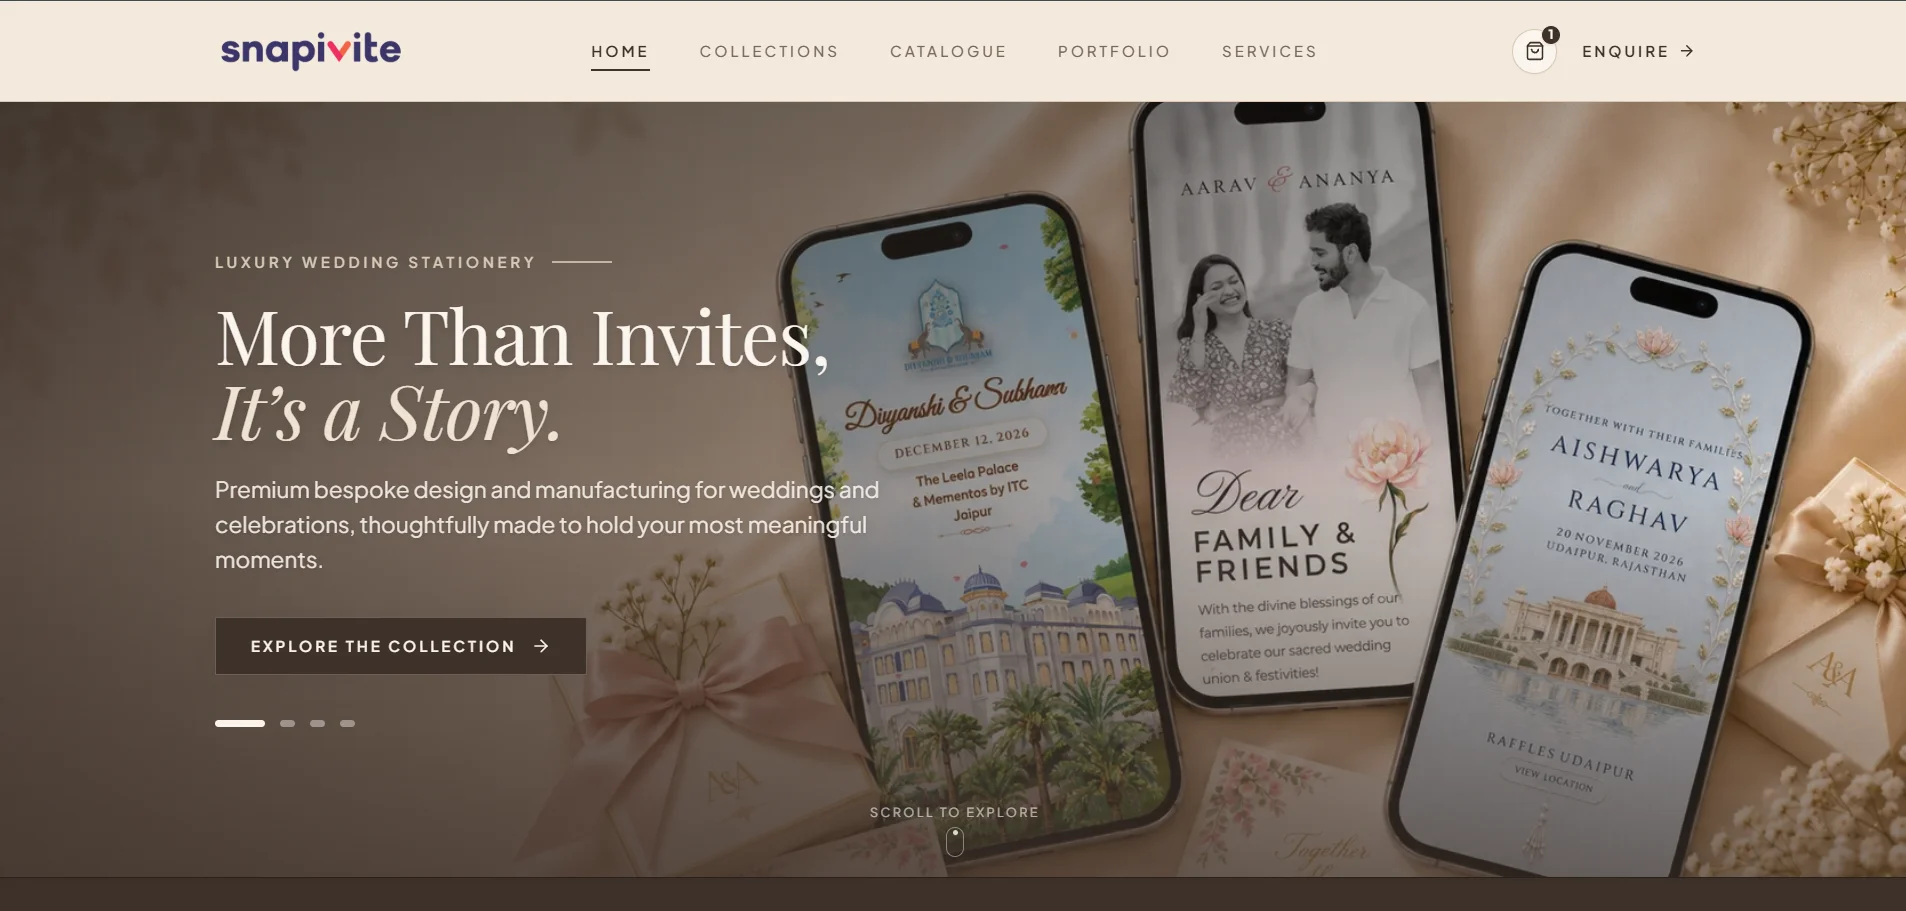 snapivite
HOME
COLLECTIONS
CATALOGUE
PORTFOLIO
SERVICES
1
ENQUIRE →
LUXURY WEDDING STATIONERY
More Than Invites,
It’s a Story.
Premium bespoke design and manufacturing for weddings and
celebrations, thoughtfully made to hold your most meaningful
moments.
EXPLORE THE COLLECTION →
SCROLL TO EXPLORE
Divyanshi & Subham
DECEMBER 12, 2026
The Leela Palace
& Mementos by ITC
Jaipur
AARAV & ANANYA
Dear
FAMILY &
FRIENDS
With the divine blessings of our
families, we joyously invite you to
celebrate our sacred wedding
union & festivities!
TOGETHER WITH THEIR FAMILIES
AISHWARYA
and
RAGHAV
20 NOVEMBER 2026
UDAIPUR, RAJASTHAN
RAFFLES UDAIPUR
VIEW LOCATION
A&A
A&A
Together